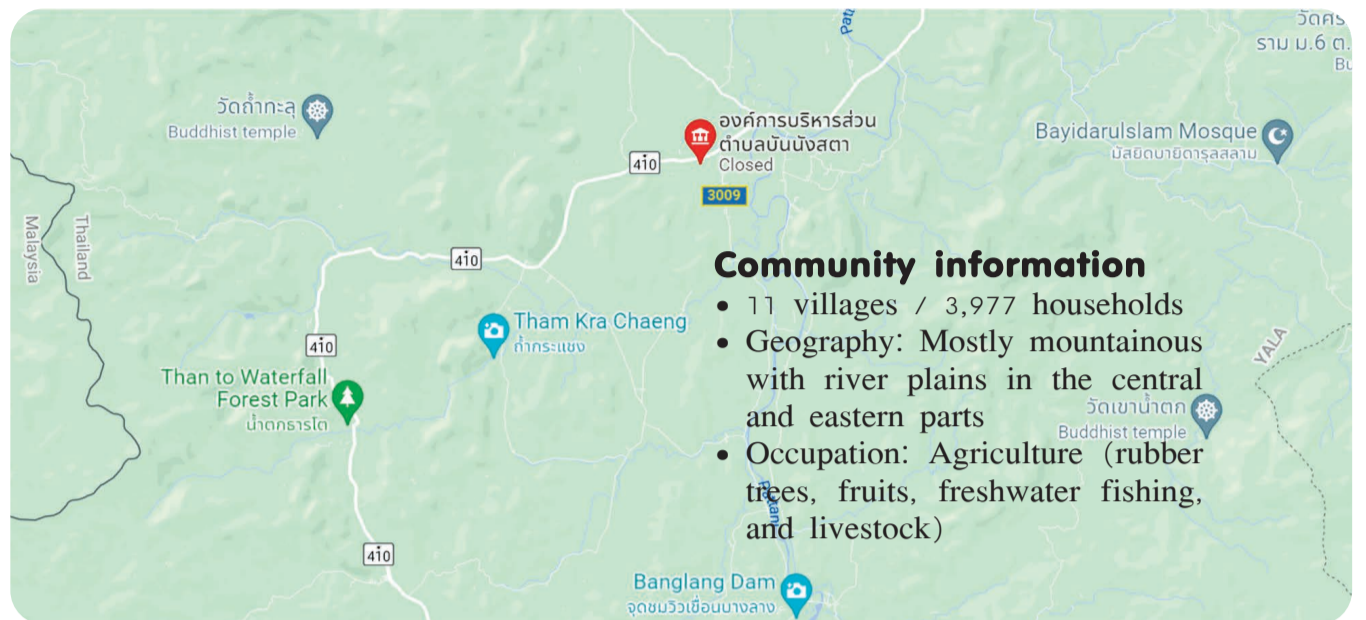 Patt
วัดศร
ราม ม.6 ต.
Bu
วัดถ้ำทะลุ
Buddhist temple
องค์การบริหารส่วน
ตำบลบันนังสตา
Closed
Bayidarulslam Mosque
มัสยิดบายิดารุลสลาม
410
3009
Malaysia
Thailand
410
Community information
• 11 villages / 3,977 households
• Geography: Mostly mountainous
with river plains in the central
and eastern parts
• Occupation: Agriculture (rubber
trees, fruits, freshwater fishing,
and livestock)
Tham Kra Chaeng
ถ้ำกระแชง
410
YALA
Than to Waterfall
Forest Park
น้ำตกธารโต
วัดเขาน้ำตก
Buddhist temple
Pattani
410
Banglang Dam
จุดชมวิวเขื่อนบางลาง